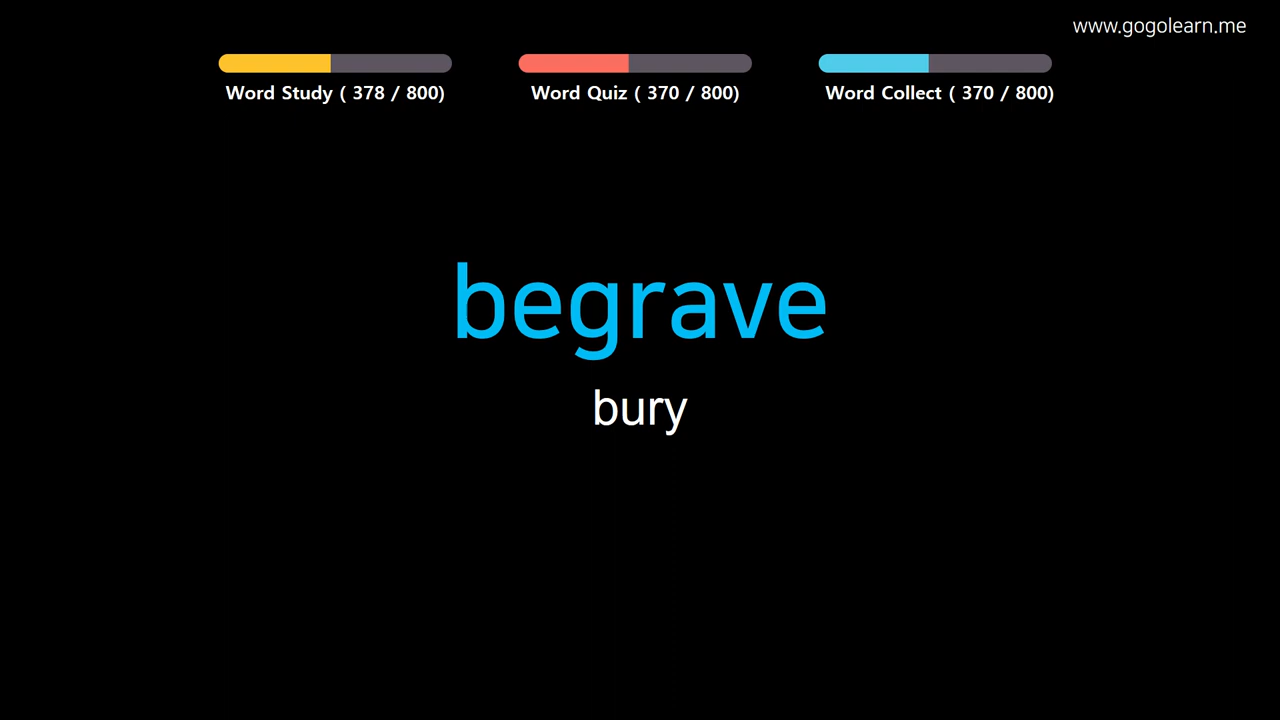 www.gogolearn.me
Word Study ( 378 / 800)
Word Quiz ( 370 / 800)
Word Collect ( 370 / 800)
begrave
bury